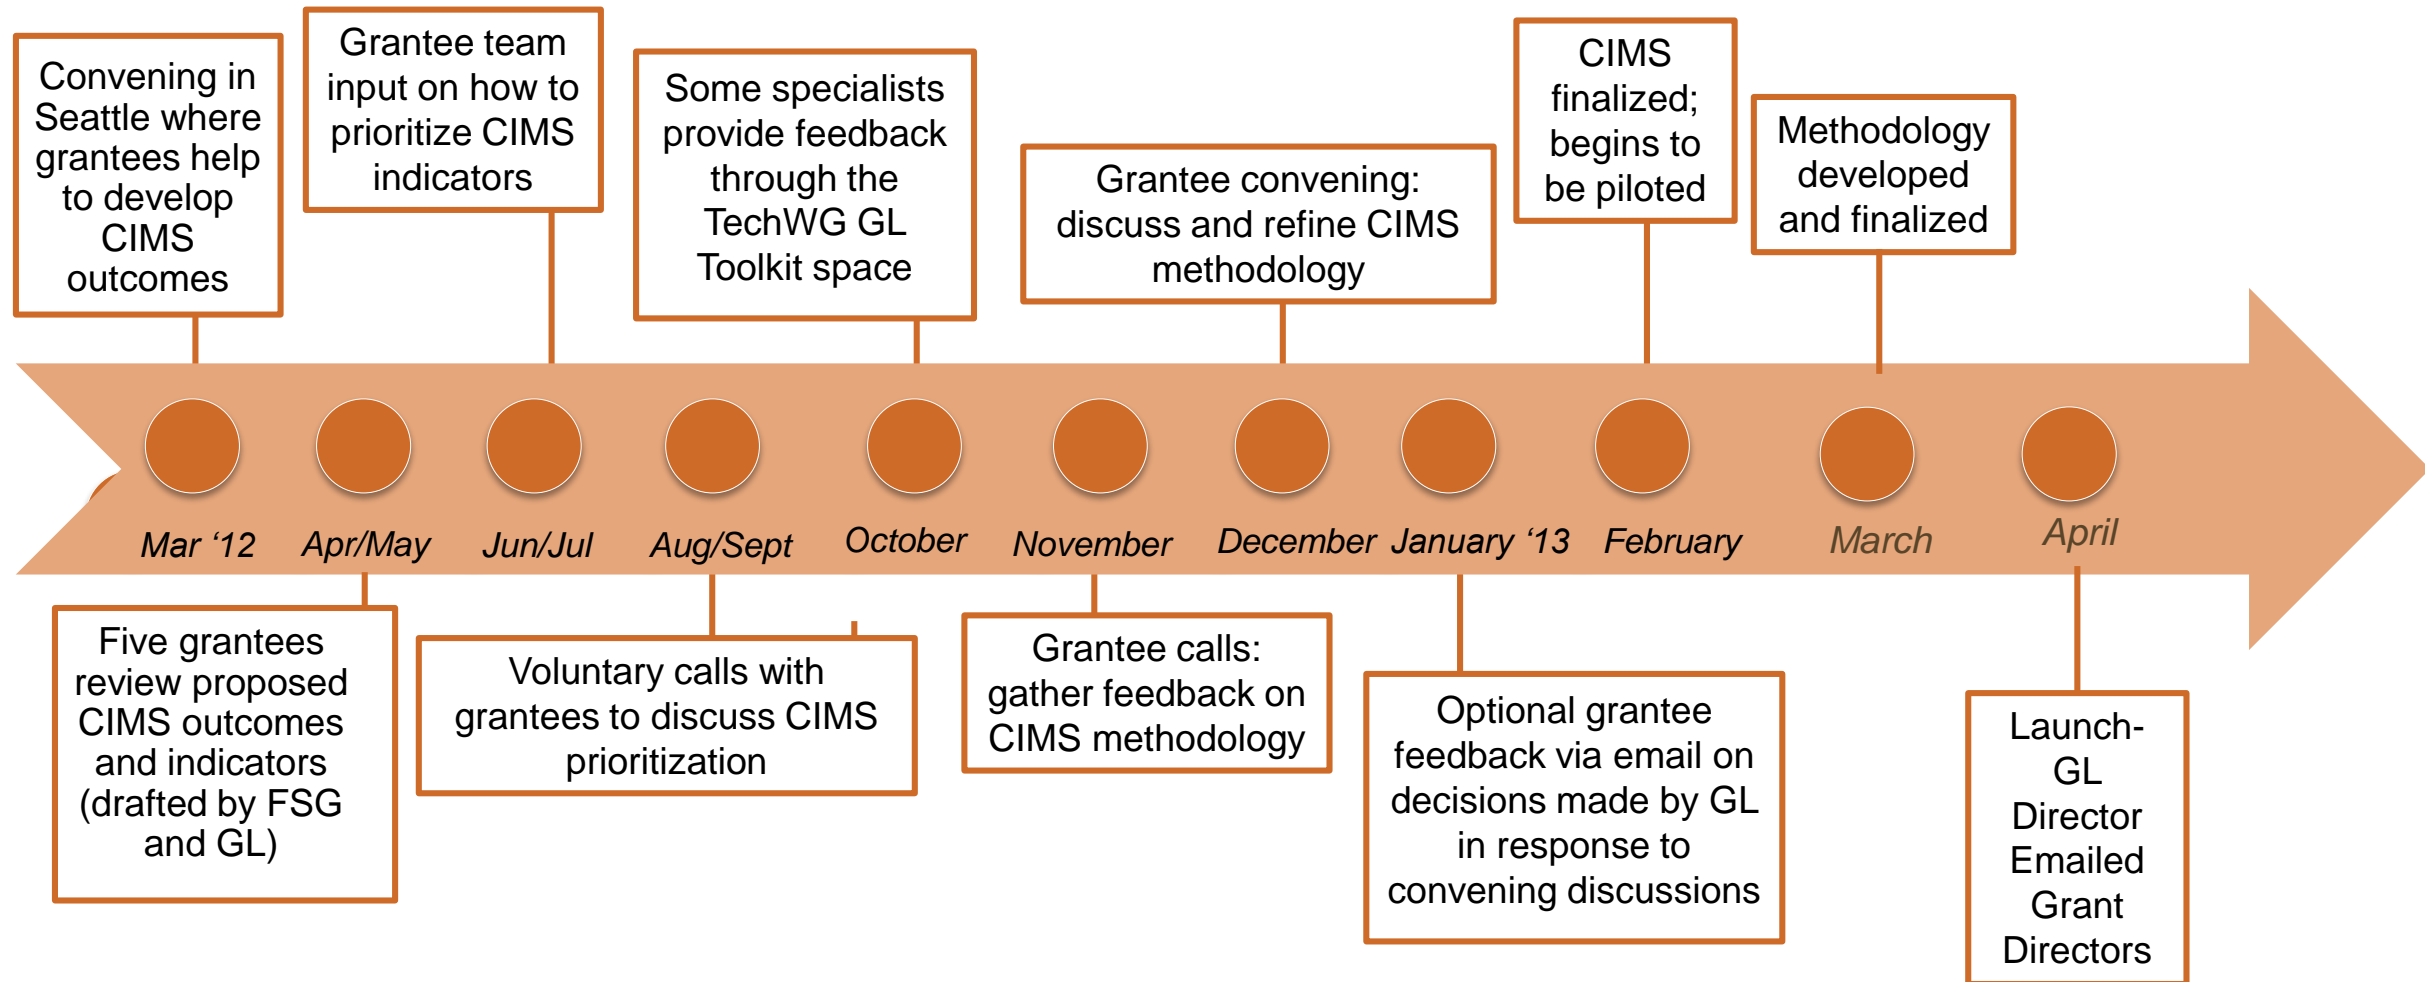 Convening in
Seattle where
grantees help
to develop
CIMS
outcomes
Grantee team
input on how to
prioritize CIMS
indicators
Some specialists
provide feedback
through the
TechWG GL
Toolkit space
Grantee convening:
discuss and refine CIMS
methodology
CIMS
finalized;
begins to
be piloted
Methodology
developed
and finalized
Mar ‘12
Apr/May
Jun/Jul
Aug/Sept
October
November
December
January ‘13
February
March
April
Five grantees
review proposed
CIMS outcomes
and indicators
(drafted by FSG
and GL)
Voluntary calls with
grantees to discuss CIMS
prioritization
Grantee calls:
gather feedback on
CIMS methodology
Optional grantee
feedback via email on
decisions made by GL
in response to
convening discussions
Launch-
GL
Director
Emailed
Grant
Directors